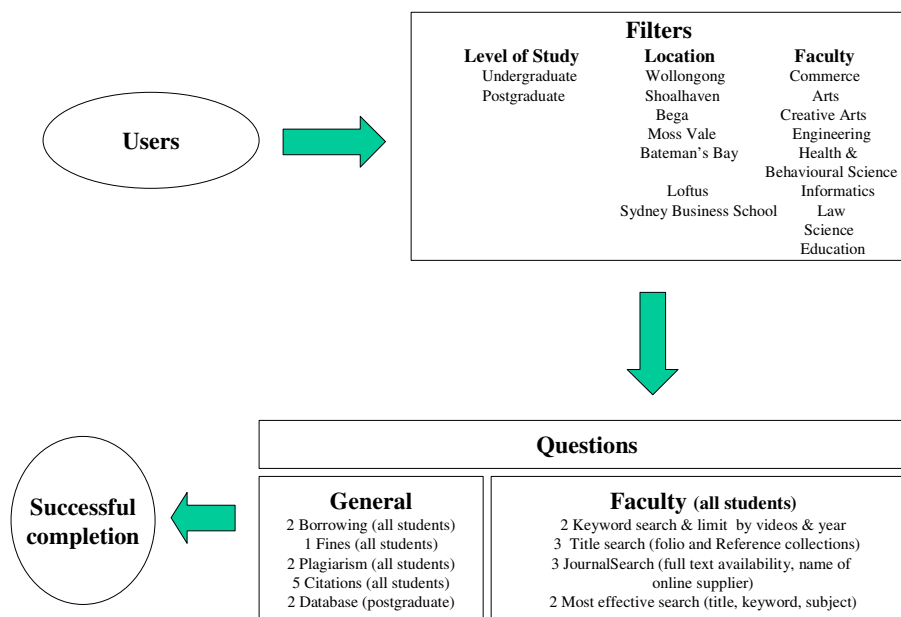 Users
Filters
Level of Study
Undergraduate
Postgraduate
Location
Wollongong
Shoalhaven
Bega
Moss Vale
Bateman's Bay
Loftus
Sydney Business School
Faculty
Commerce
Arts
Creative Arts
Engineering
Health &
Behavioural Science
Informatics
Law
Science
Education
Questions
General
2 Borrowing (all students)
1 Fines (all students)
2 Plagiarism (all students)
5 Citations (all students)
2 Database (postgraduate)
Faculty (all students)
2 Keyword search & limit by videos & year
3 Title search (folio and Reference collections)
3 JournalSearch (full text availability, name of
online supplier)
2 Most effective search (title, keyword, subject)
Successful
completion